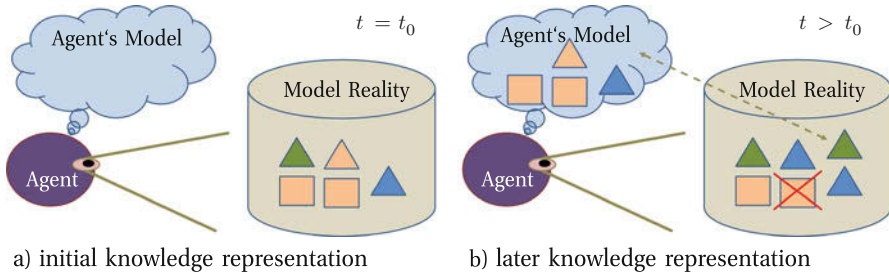 Agent‘s Model
t = t0
Model Reality
Agent
a) initial knowledge representation
Agent‘s Model
t > t0
Model Reality
Agent
b) later knowledge representation